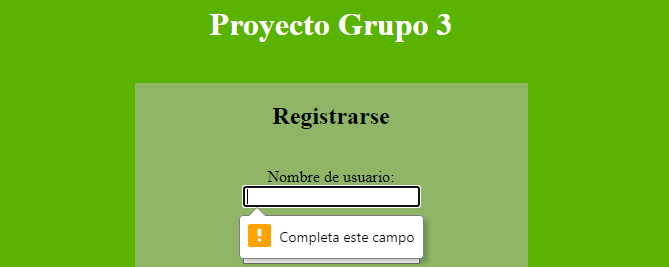 Proyecto Grupo 3
Registrarse
Nombre de usuario:
Completa este campo